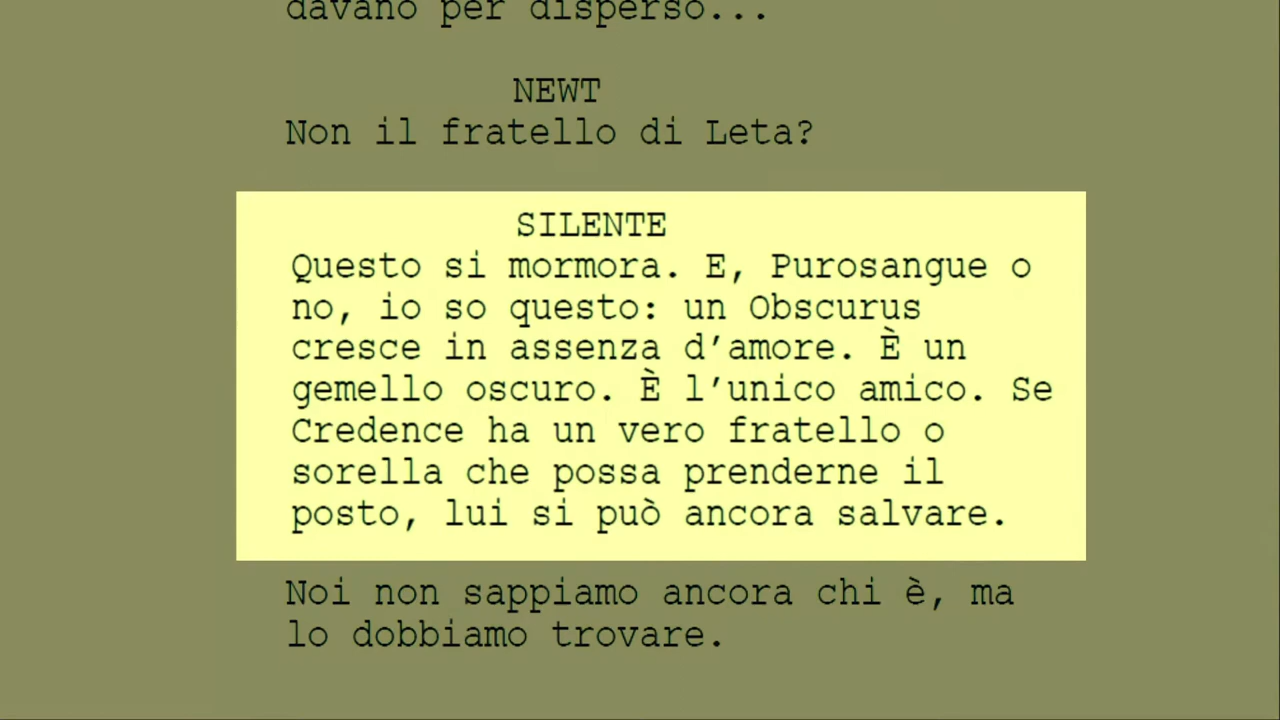 davano per disperso...
NEWT
Non il fratello di Leta?
SILENTE
Questo si mormora. E, Purosangue o
no, io so questo: un Obscurus
cresce in assenza d’amore. È un
gemello oscuro. È l’unico amico. Se
Credence ha un vero fratello o
sorella che possa prenderne il
posto, lui si può ancora salvare.
Noi non sappiamo ancora chi è, ma
lo dobbiamo trovare.